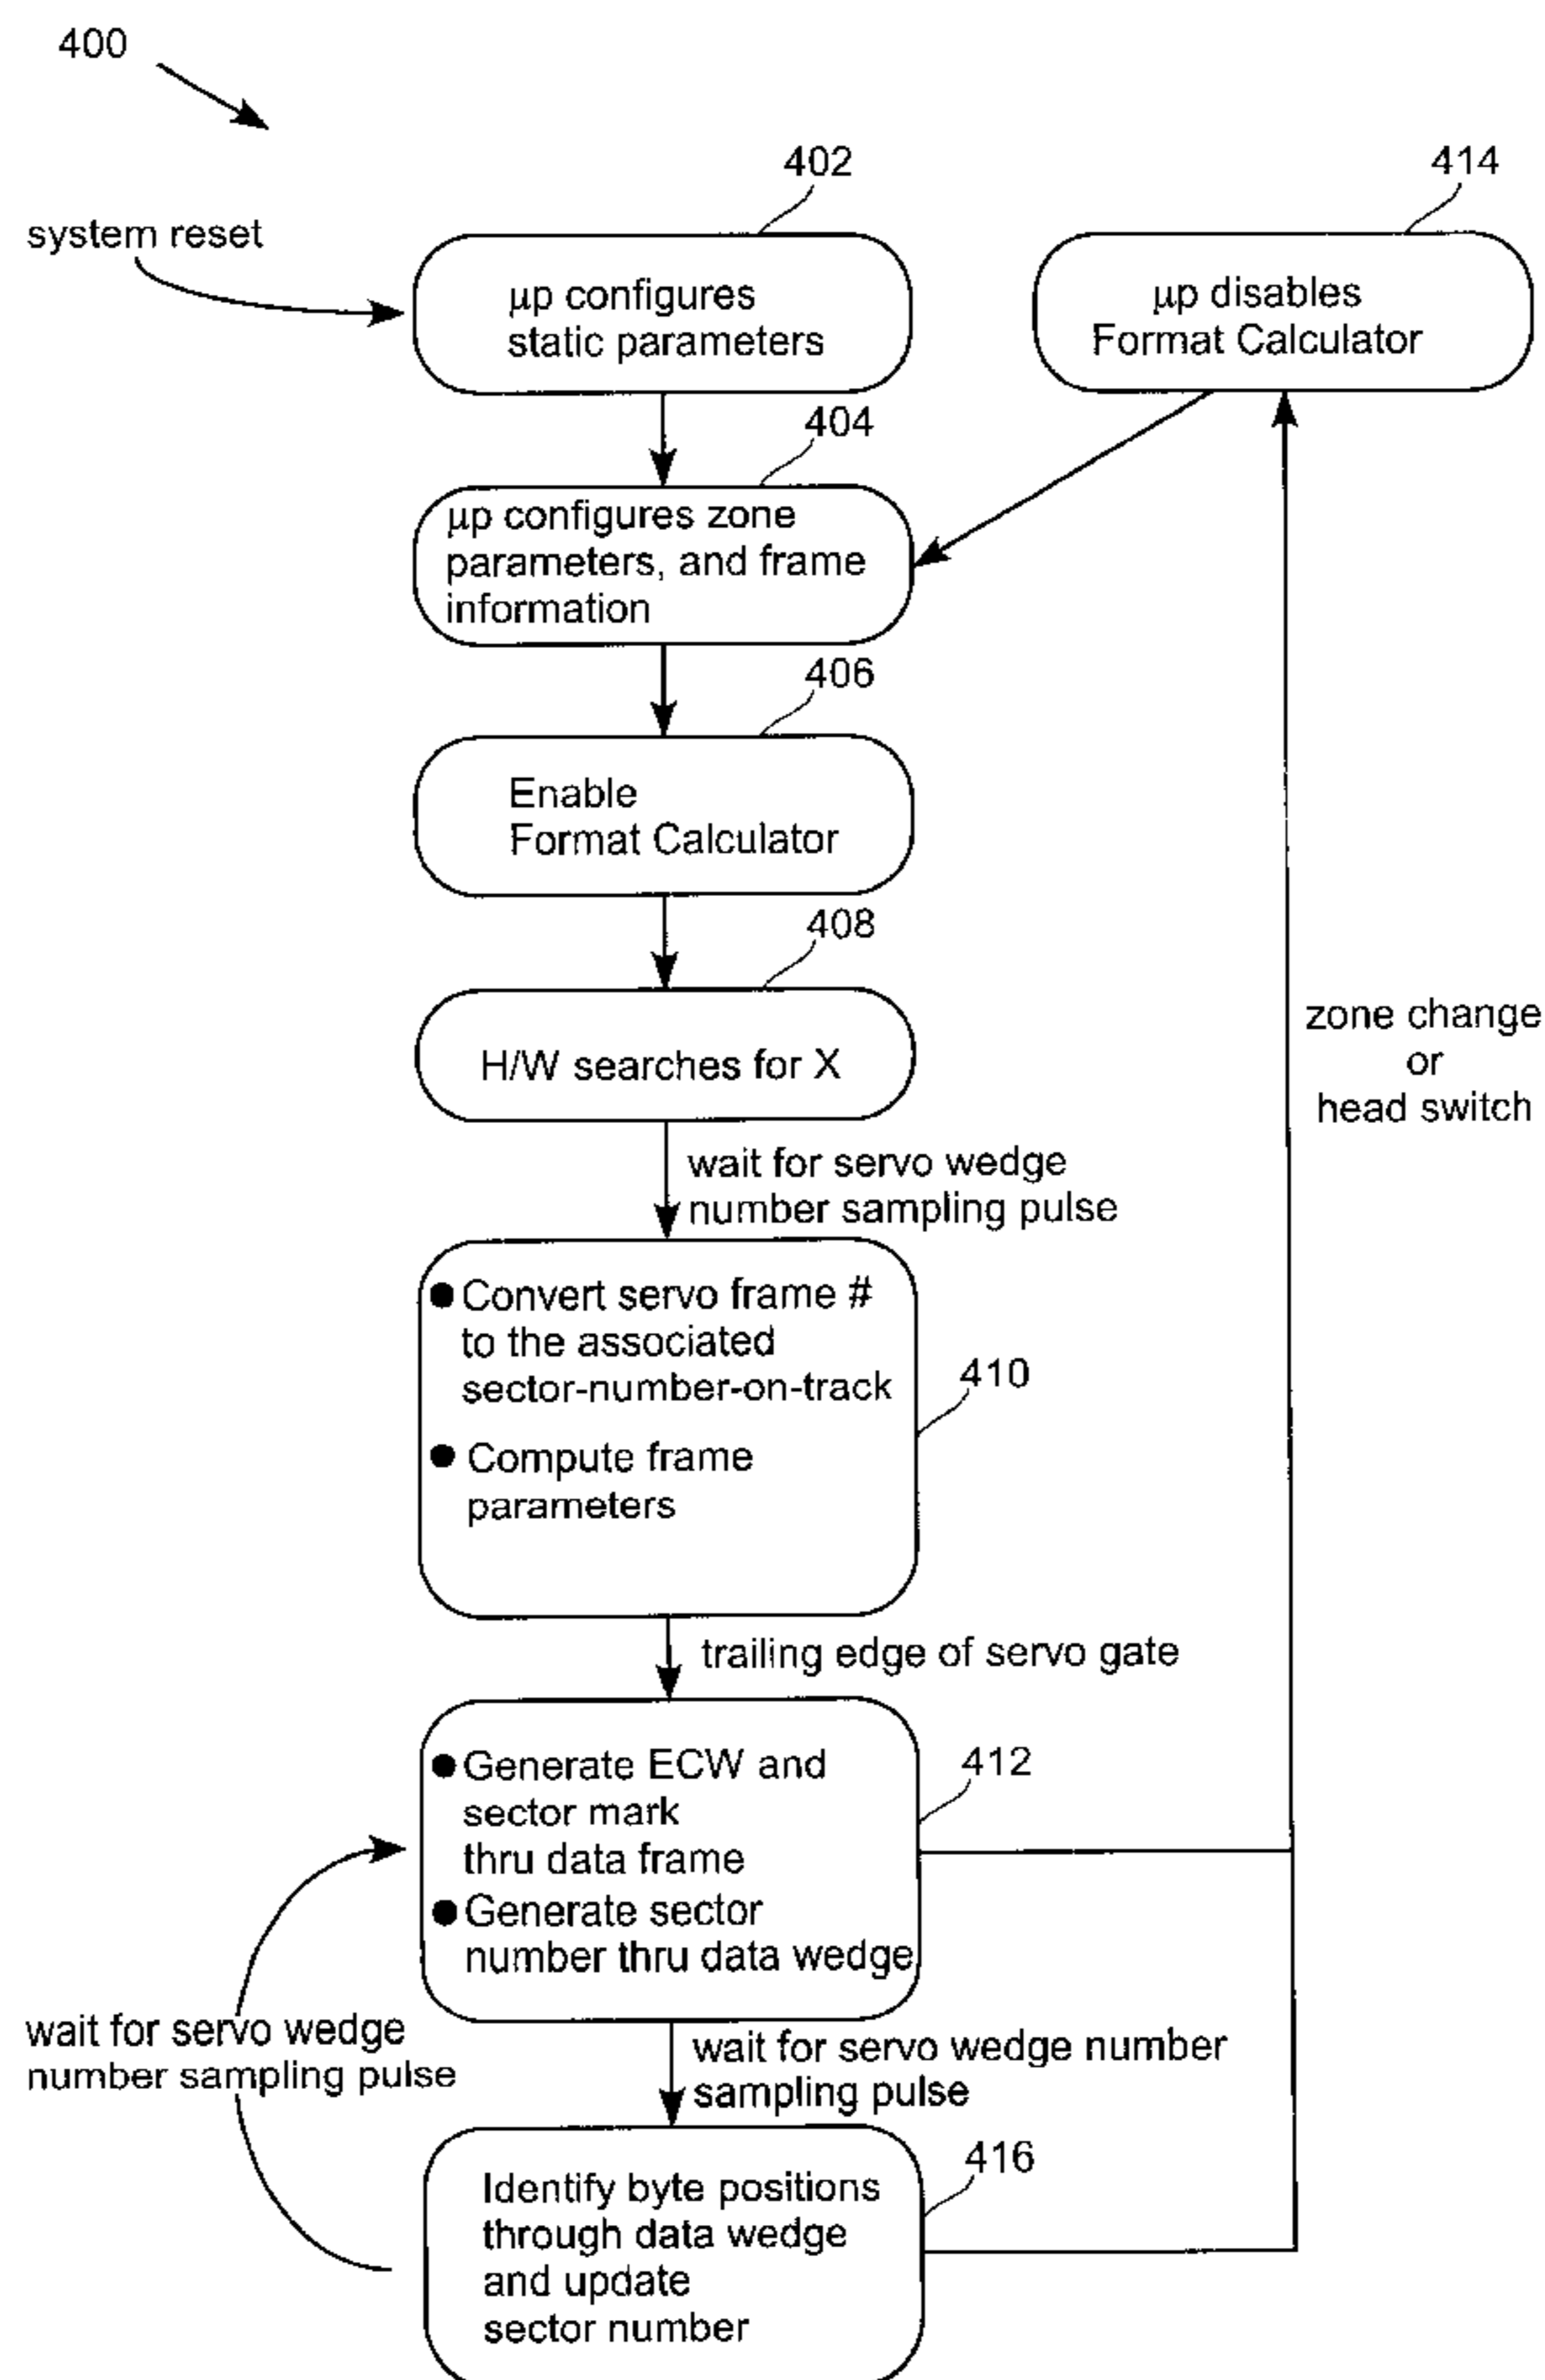 400
402
414
system reset
µp configures
static parameters
µp disables
Format Calculator
404
µp configures zone
parameters, and frame
information
406
Enable
Format Calculator
408
H/W searches for X
zone change
or
head switch
wait for servo wedge
number sampling pulse
● Convert servo frame #
to the associated
sector-number-on-track
410
● Compute frame
parameters
trailing edge of servo gate
● Generate ECW and
sector mark
thru data frame
412
● Generate sector
number thru data wedge
wait for servo wedge
number sampling pulse
wait for servo wedge number
sampling pulse
416
Identify byte positions
through data wedge
and update
sector number